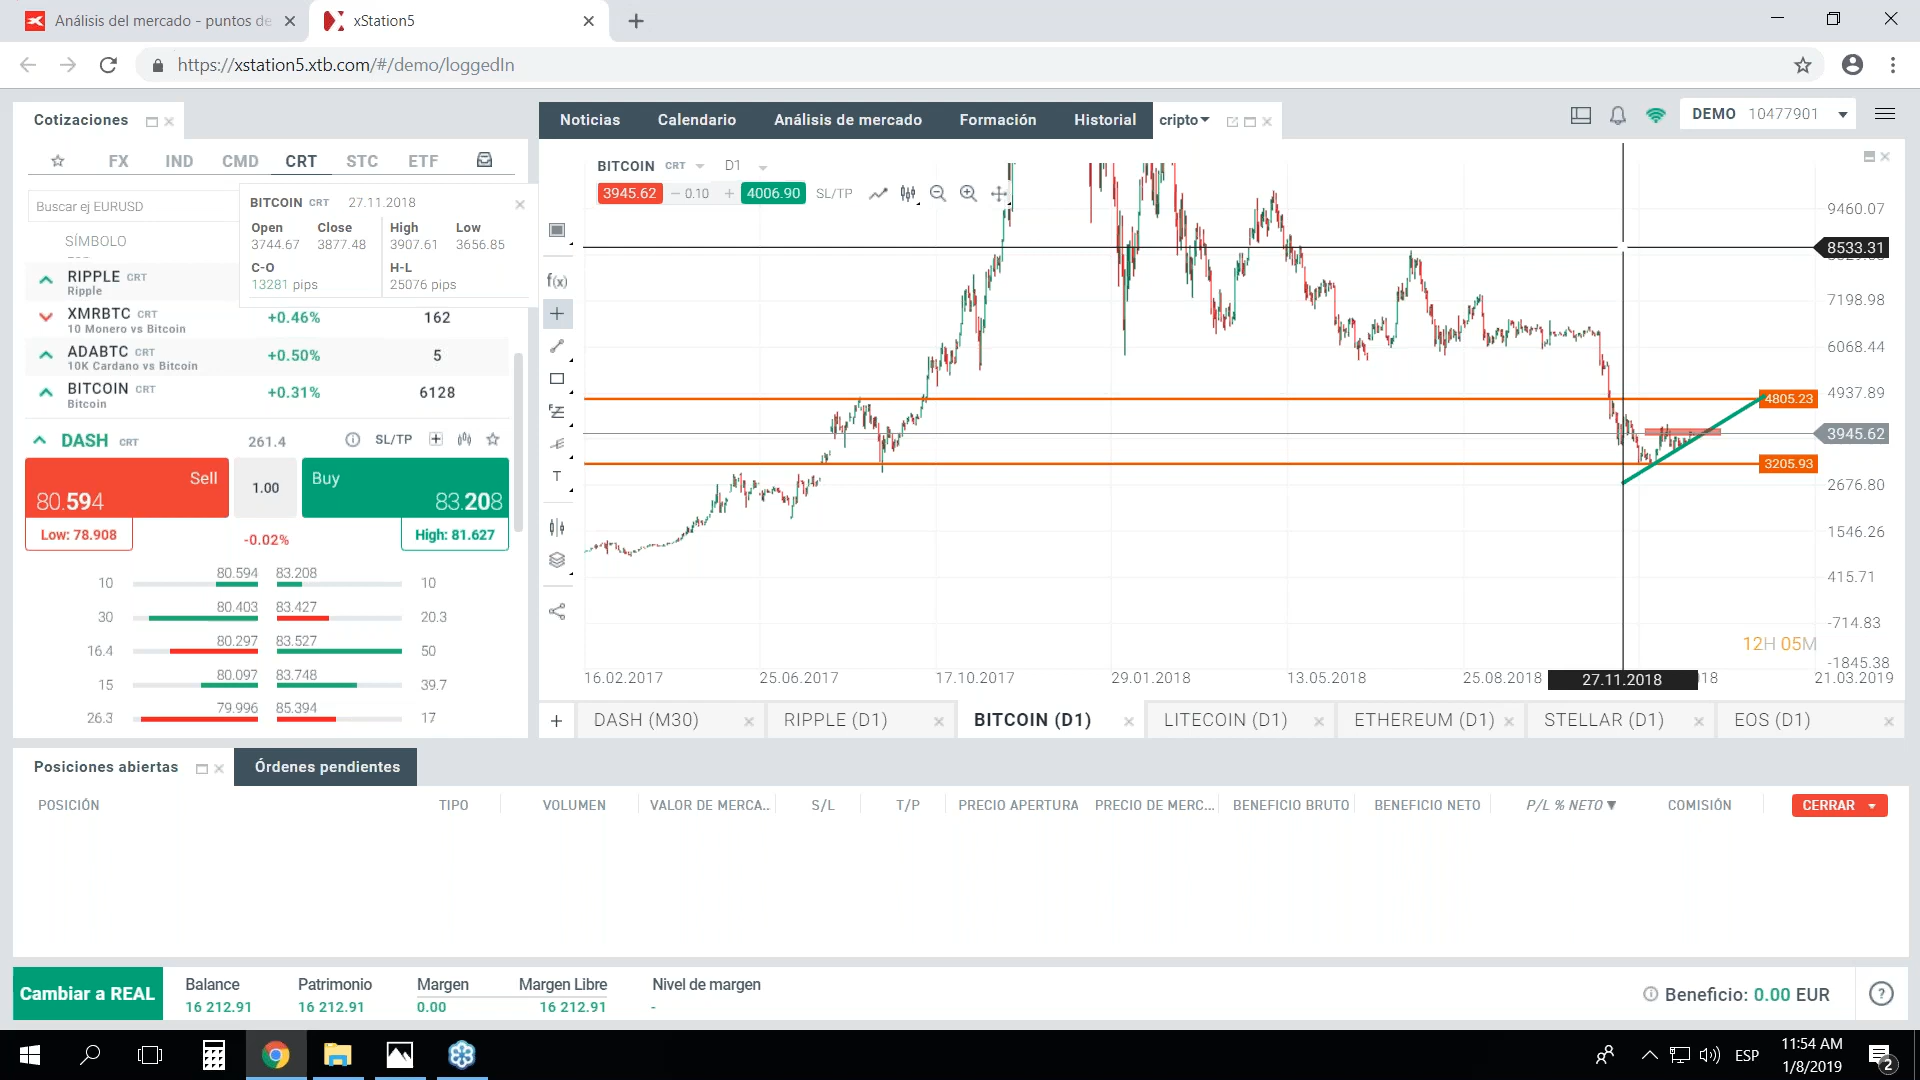 Análisis del mercado - puntos de
xStation5
https://xstation5.xtb.com/#/demo/loggedIn
Cotizaciones
FX IND CMD CRT STC ETF
Buscar ej EURUSD
SÍMBOLO
RIPPLE CRT
Ripple
XMRBTC CRT +0.46% 162
10 Monero vs Bitcoin
ADABTC CRT +0.50% 5
10K Cardano vs Bitcoin
BITCOIN CRT +0.31% 6128
Bitcoin
BITCOIN CRT 27.11.2018
Open Close High Low
3744.67 3877.48 3907.61 3656.85
C-O H-L
13281 pips 25076 pips
DASH CRT 261.4 SL/TP
Sell Buy
80.594 1.00 83.208
Low: 78.908 -0.02% High: 81.627
10 80.594 83.208 10
30 80.403 83.427 20.3
16.4 80.297 83.527 50
15 80.097 83.748 39.7
26.3 79.996 85.394 17
Noticias Calendario Análisis de mercado Formación Historial cripto
DEMO 10477901
BITCOIN CRT D1
3945.62 – 0.10 + 4006.90 SL/TP
f(x)
T
9460.07
8533.31
7198.98
6068.44
4937.89
4805.23
3945.62
3205.93
2676.80
1546.26
415.71
-714.83
12H 05M
-1845.38
16.02.2017 25.06.2017 17.10.2017 29.01.2018 13.05.2018 25.08.2018 27.11.2018 18 21.03.2019
+ DASH (M30) RIPPLE (D1) BITCOIN (D1) LITECOIN (D1) ETHEREUM (D1) STELLAR (D1) EOS (D1)
Posiciones abiertas Órdenes pendientes
POSICIÓN TIPO VOLUMEN VALOR DE MERCA.. S/L T/P PRECIO APERTURA PRECIO DE MERC... BENEFICIO BRUTO BENEFICIO NETO P/L % NETO ▼ COMISIÓN CERRAR
Cambiar a REAL
Balance Patrimonio Margen Margen Libre Nivel de margen
16 212.91 16 212.91 0.00 16 212.91 -
Beneficio: 0.00 EUR
?
ESP
11:54 AM
1/8/2019
2